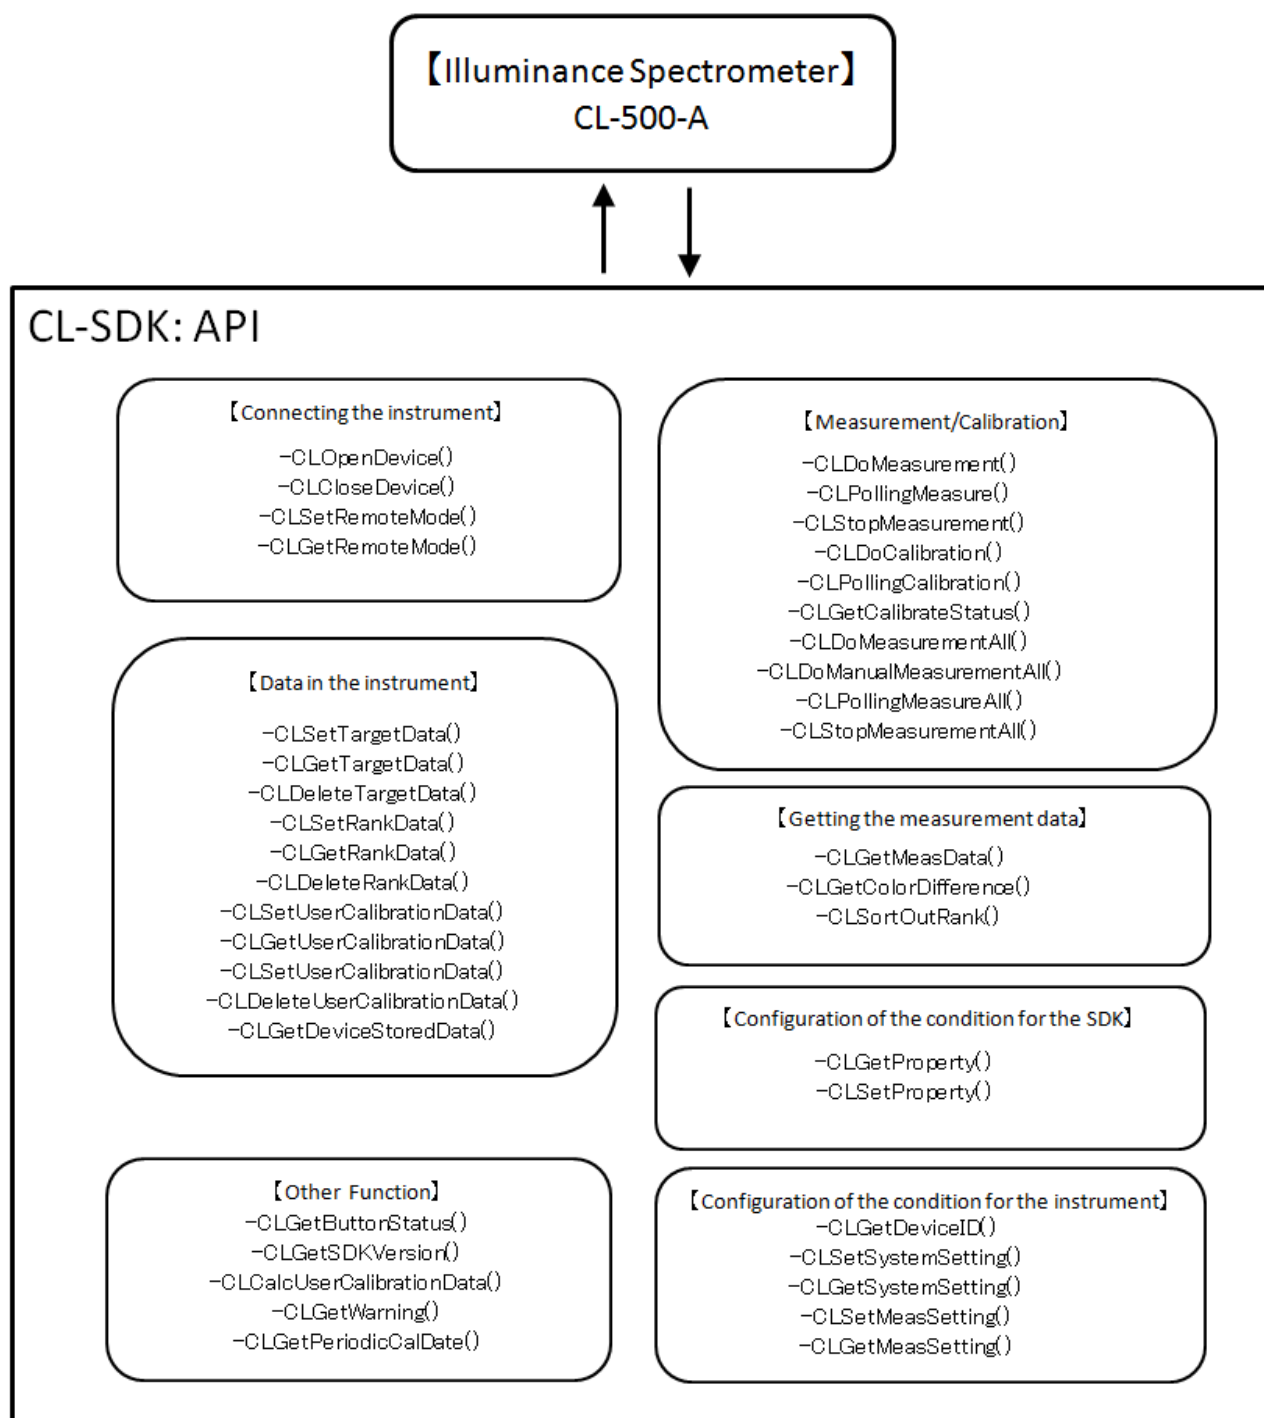 【Illuminance Spectrometer】
CL-500-A
CL-SDK: API
【Connecting the instrument】
-CLOpenDevice()
-CLCloseDevice()
-CLSetRemoteMode()
-CLGetRemoteMode()
【Data in the instrument】
-CLSetTargetData()
-CLGetTargetData()
-CLDeleteTargetData()
-CLSetRankData()
-CLGetRankData()
-CLDeleteRankData()
-CLSetUserCalibrationData()
-CLGetUserCalibrationData()
-CLSetUserCalibrationData()
-CLDeleteUserCalibrationData()
-CLGetDeviceStoredData()
【Other Function】
-CLGetButtonStatus()
-CLGetSDKVersion()
-CLCalcUserCalibrationData()
-CLGetWarning()
-CLGetPeriodicCalDate()
【Measurement/Calibration】
-CLDoMeasurement()
-CLPollingMeasure()
-CLStopMeasurement()
-CLDoCalibration()
-CLPollingCalibration()
-CLGetCalibrateStatus()
-CLDoMeasurementAll()
-CLDoManualMeasurementAll()
-CLPollingMeasureAll()
-CLStopMeasurementAll()
【Getting the measurement data】
-CLGetMeasData()
-CLGetColorDifference()
-CLSortOutRank()
【Configuration of the condition for the SDK】
-CLGetProperty()
-CLSetProperty()
【Configuration of the condition for the instrument】
-CLGetDeviceID()
-CLSetSystemSetting()
-CLGetSystemSetting()
-CLSetMeasSetting()
-CLGetMeasSetting()